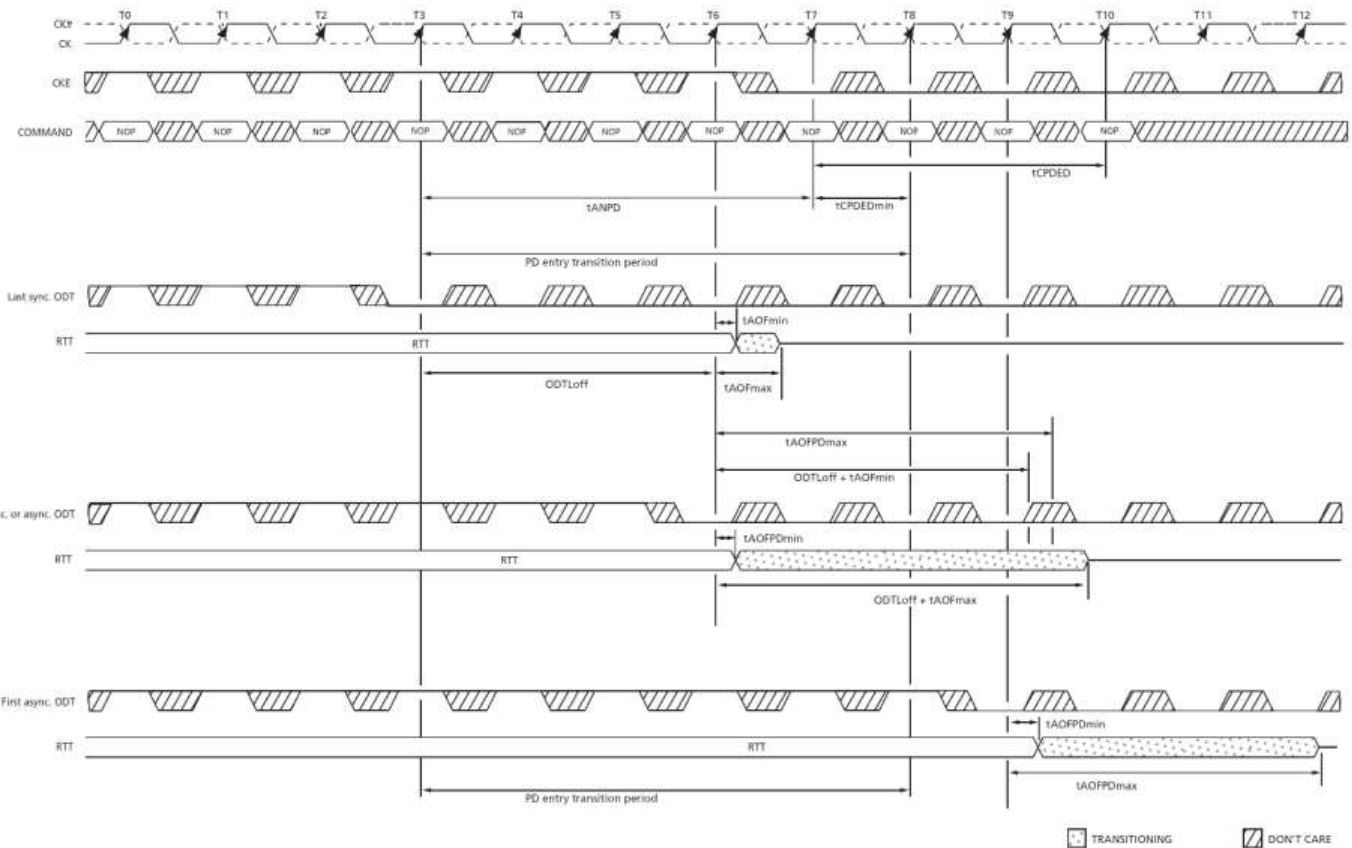 T0 T1 T2 T3 T4 T5 T6 T7 T8 T9 T10 T11 T12
CK#
CK
CKE
COMMAND NOP NOP NOP NOP NOP NOP NOP NOP NOP NOP NOP
tCPDED
tANPD
tCPDEDmin
PD entry transition period
Last sync. ODT
tAOFmin
RTT RTT
ODTLoff
tAOFmax
tAOFPDmax
ODTLoff + tAOFmin
c. or async. ODT
tAOFPDmin
RTT RTT
ODTLoff + tAOFmax
First async. ODT
tAOFPDmin
RTT RTT
tAOFPDmax
PD entry transition period
TRANSITIONING
DON'T CARE